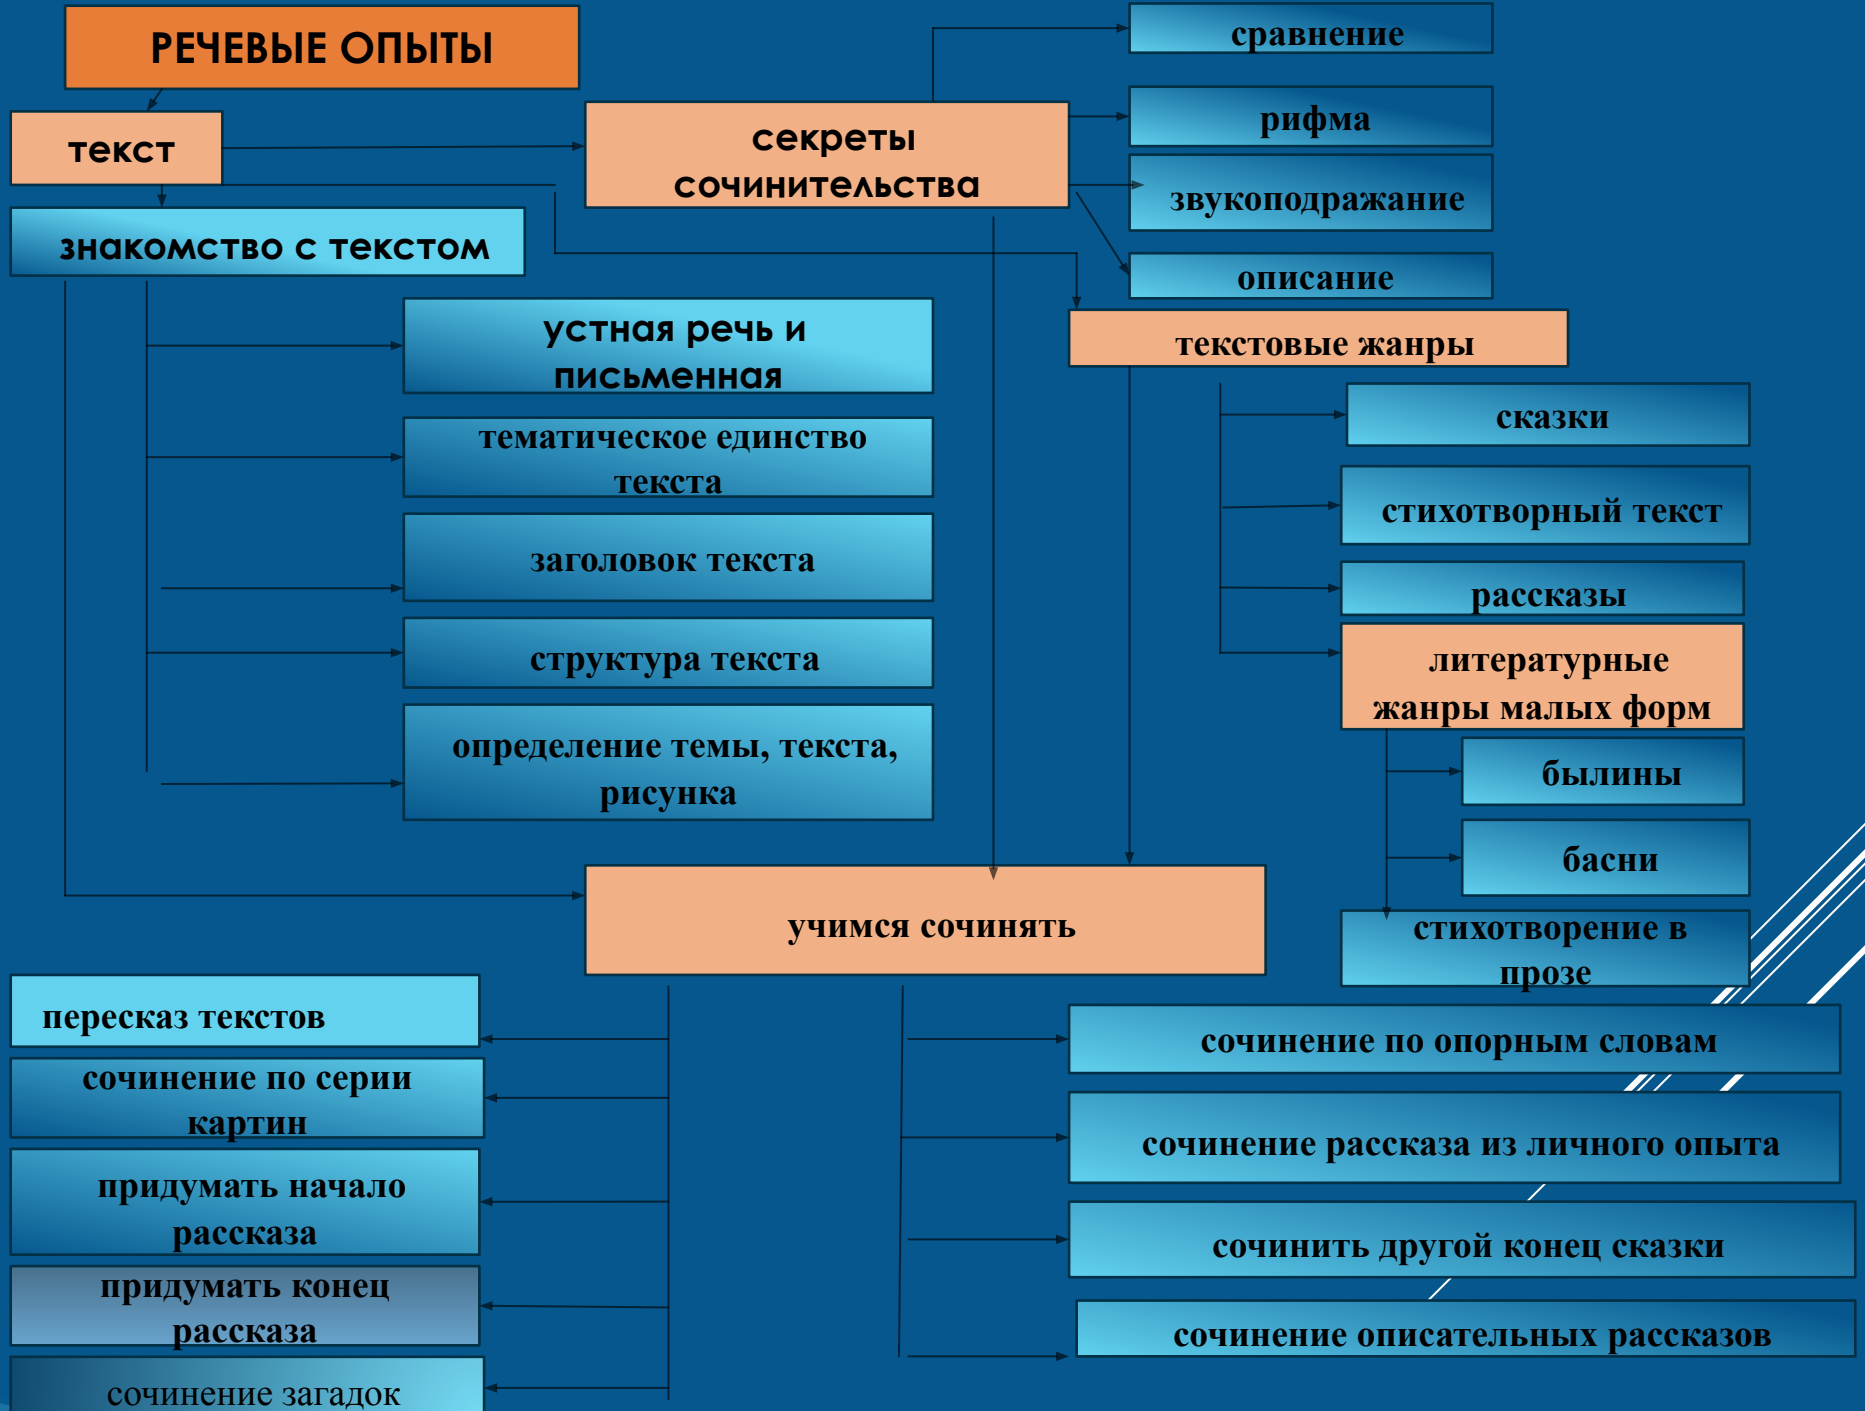 РЕЧЕВЫЕ ОПЫТЫ
текст
знакомство с текстом
секреты
сочинительства
сравнение
рифма
звукоподражание
описание
устная речь и
письменная
тематическое единство
текста
заголовок текста
структура текста
определение темы, текста,
рисунка
текстовые жанры
сказки
стихотворный текст
рассказы
литературные
жанры малых форм
былины
басни
стихотворение в
прозе
учимся сочинять
пересказ текстов
сочинение по серии
картин
придумать начало
рассказа
придумать конец
рассказа
сочинение загадок
сочинение по опорным словам
сочинение рассказа из личного опыта
сочинить другой конец сказки
сочинение описательных рассказов